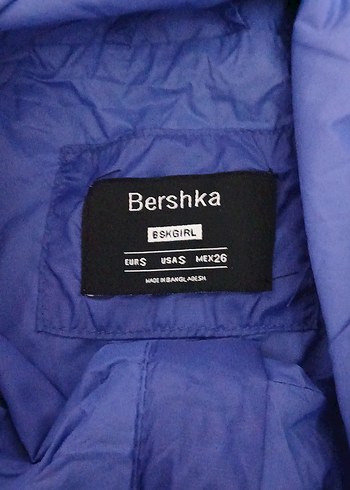 Bershka
BSKGIRL
EUR S USA S MEX 26
MADE IN BANGLADESH